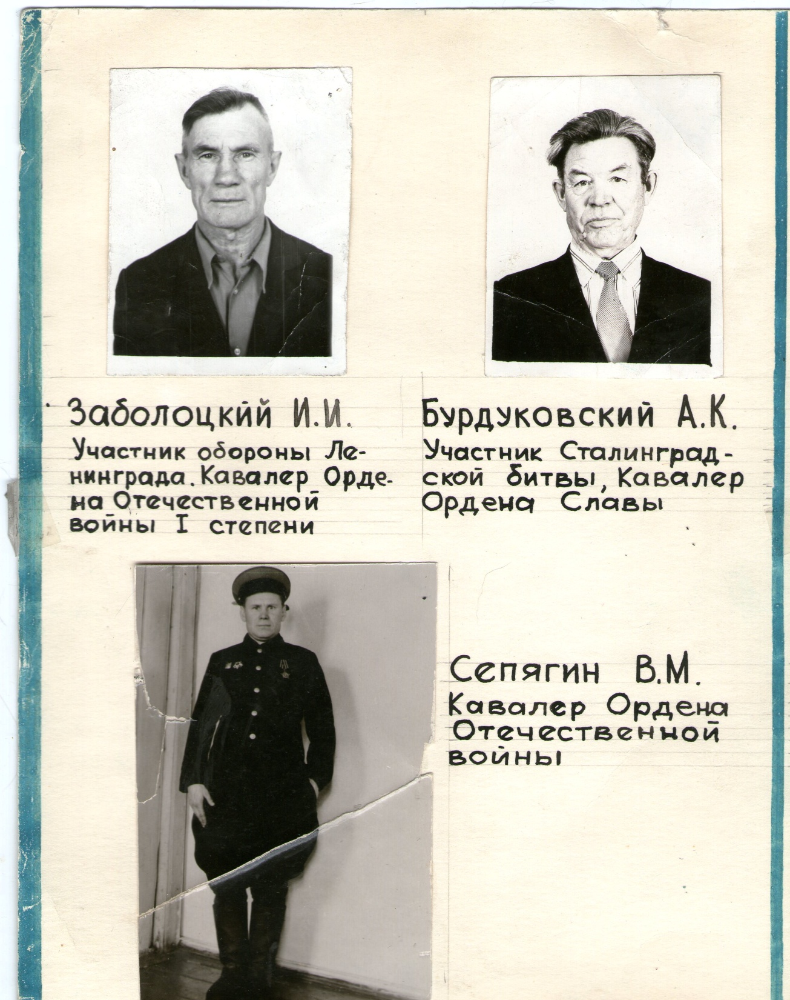 Заболоцкий И.И.
Участник обороны Ле-
нинграда. Кавалер Орде-
на Отечественной
войны I степени
Бурдуковский А.К.
Участник Сталинград-
ской битвы, Кавалер
Ордена Славы
Сепягин В.М.
Кавалер Ордена
Отечественной
войны